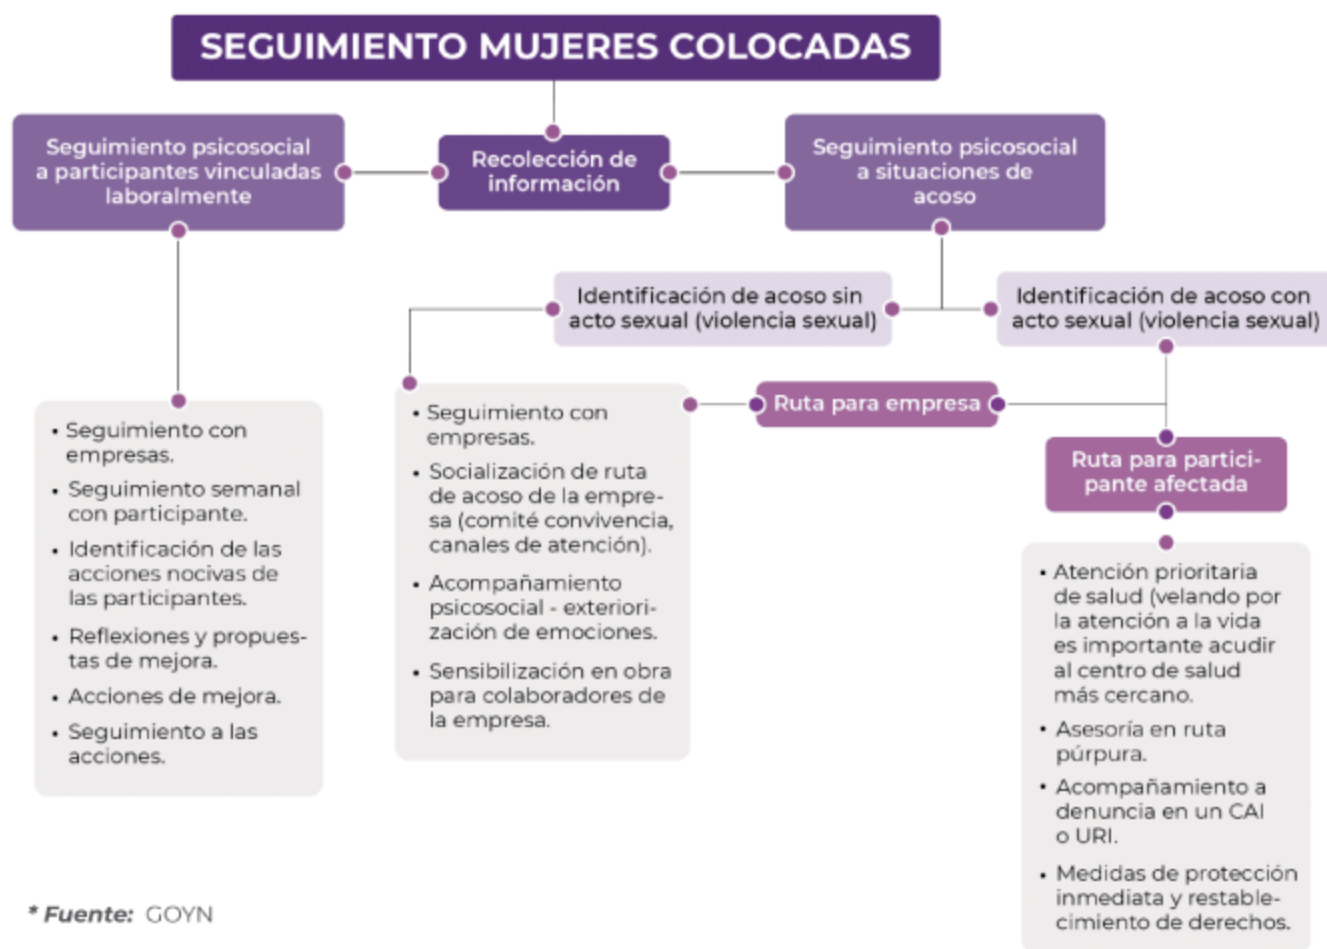 SEGUIMIENTO MUJERES COLOCADAS
Seguimiento psicosocial
a participantes vinculadas
laboralmente
Recolección de
información
Seguimiento psicosocial
a situaciones de
acoso
Identificación de acoso sin
acto sexual (violencia sexual)
Identificación de acoso con
acto sexual (violencia sexual)
• Seguimiento con
empresas.
• Seguimiento semanal
con participante.
• Identificación de las
acciones nocivas de
las participantes.
• Reflexiones y propues-
tas de mejora.
• Acciones de mejora.
• Seguimiento a las
acciones.
• Seguimiento con
empresas.
• Socialización de ruta
de acoso de la empre-
sa (comité convivencia,
canales de atención).
• Acompañamiento
psicosocial - exteriori-
zación de emociones.
• Sensibilización en obra
para colaboradores de
la empresa.
Ruta para empresa
Ruta para partici-
pante afectada
• Atención prioritaria
de salud (velando por
la atención a la vida
es importante acudir
al centro de salud
más cercano.
• Asesoría en ruta
púrpura.
• Acompañamiento a
denuncia en un CAI
o URI.
• Medidas de protección
inmediata y restable-
cimiento de derechos.
* Fuente: GOYN